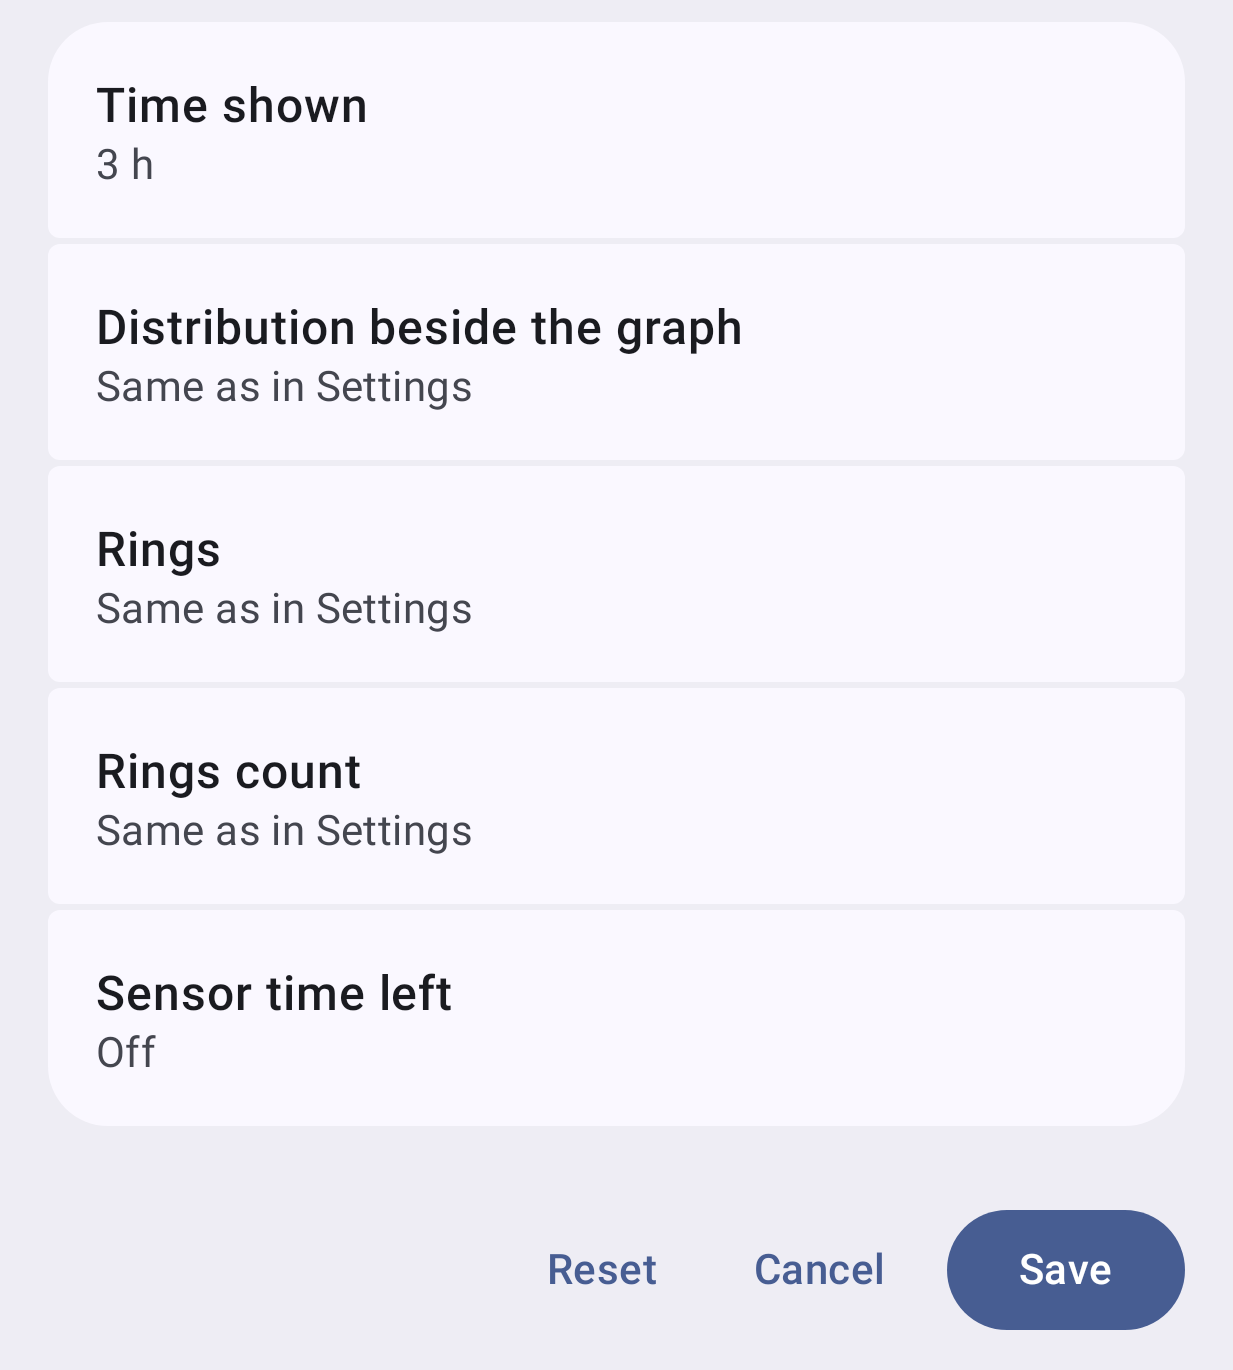 Time shown
3 h
Distribution beside the graph
Same as in Settings
Rings
Same as in Settings
Rings count
Same as in Settings
Sensor time left
Off
Reset Cancel Save